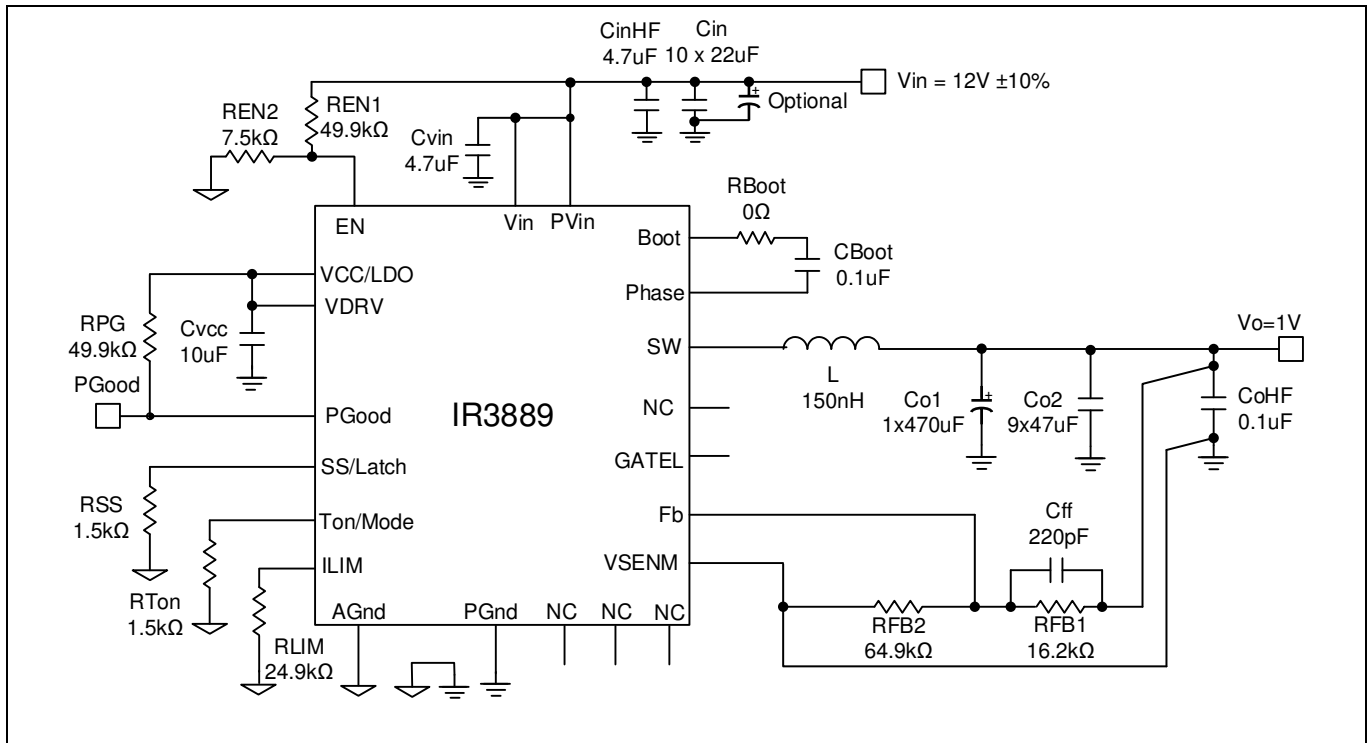 CinHF
4.7uF
Cin
10 x 22uF
Vin = 12V ±10%
+
Optional
REN2
7.5kΩ
REN1
49.9kΩ
Cvin
4.7uF
EN
Vin
PVin
RBoot
0Ω
Boot
CBoot
0.1uF
Phase
VCC/LDO
VDRV
RPG
49.9kΩ
Cvcc
10uF
SW
L
150nH
Vo=1V
PGood
PGood
IR3889
NC
+
Co1
1x470uF
Co2
9x47uF
CoHF
0.1uF
GATEL
SS/Latch
RSS
1.5kΩ
Fb
Cff
220pF
Ton/Mode
VSENM
ILIM
RTon
1.5kΩ
RLIM
24.9kΩ
AGnd
PGnd
NC
NC
NC
RFB2
64.9kΩ
RFB1
16.2kΩ